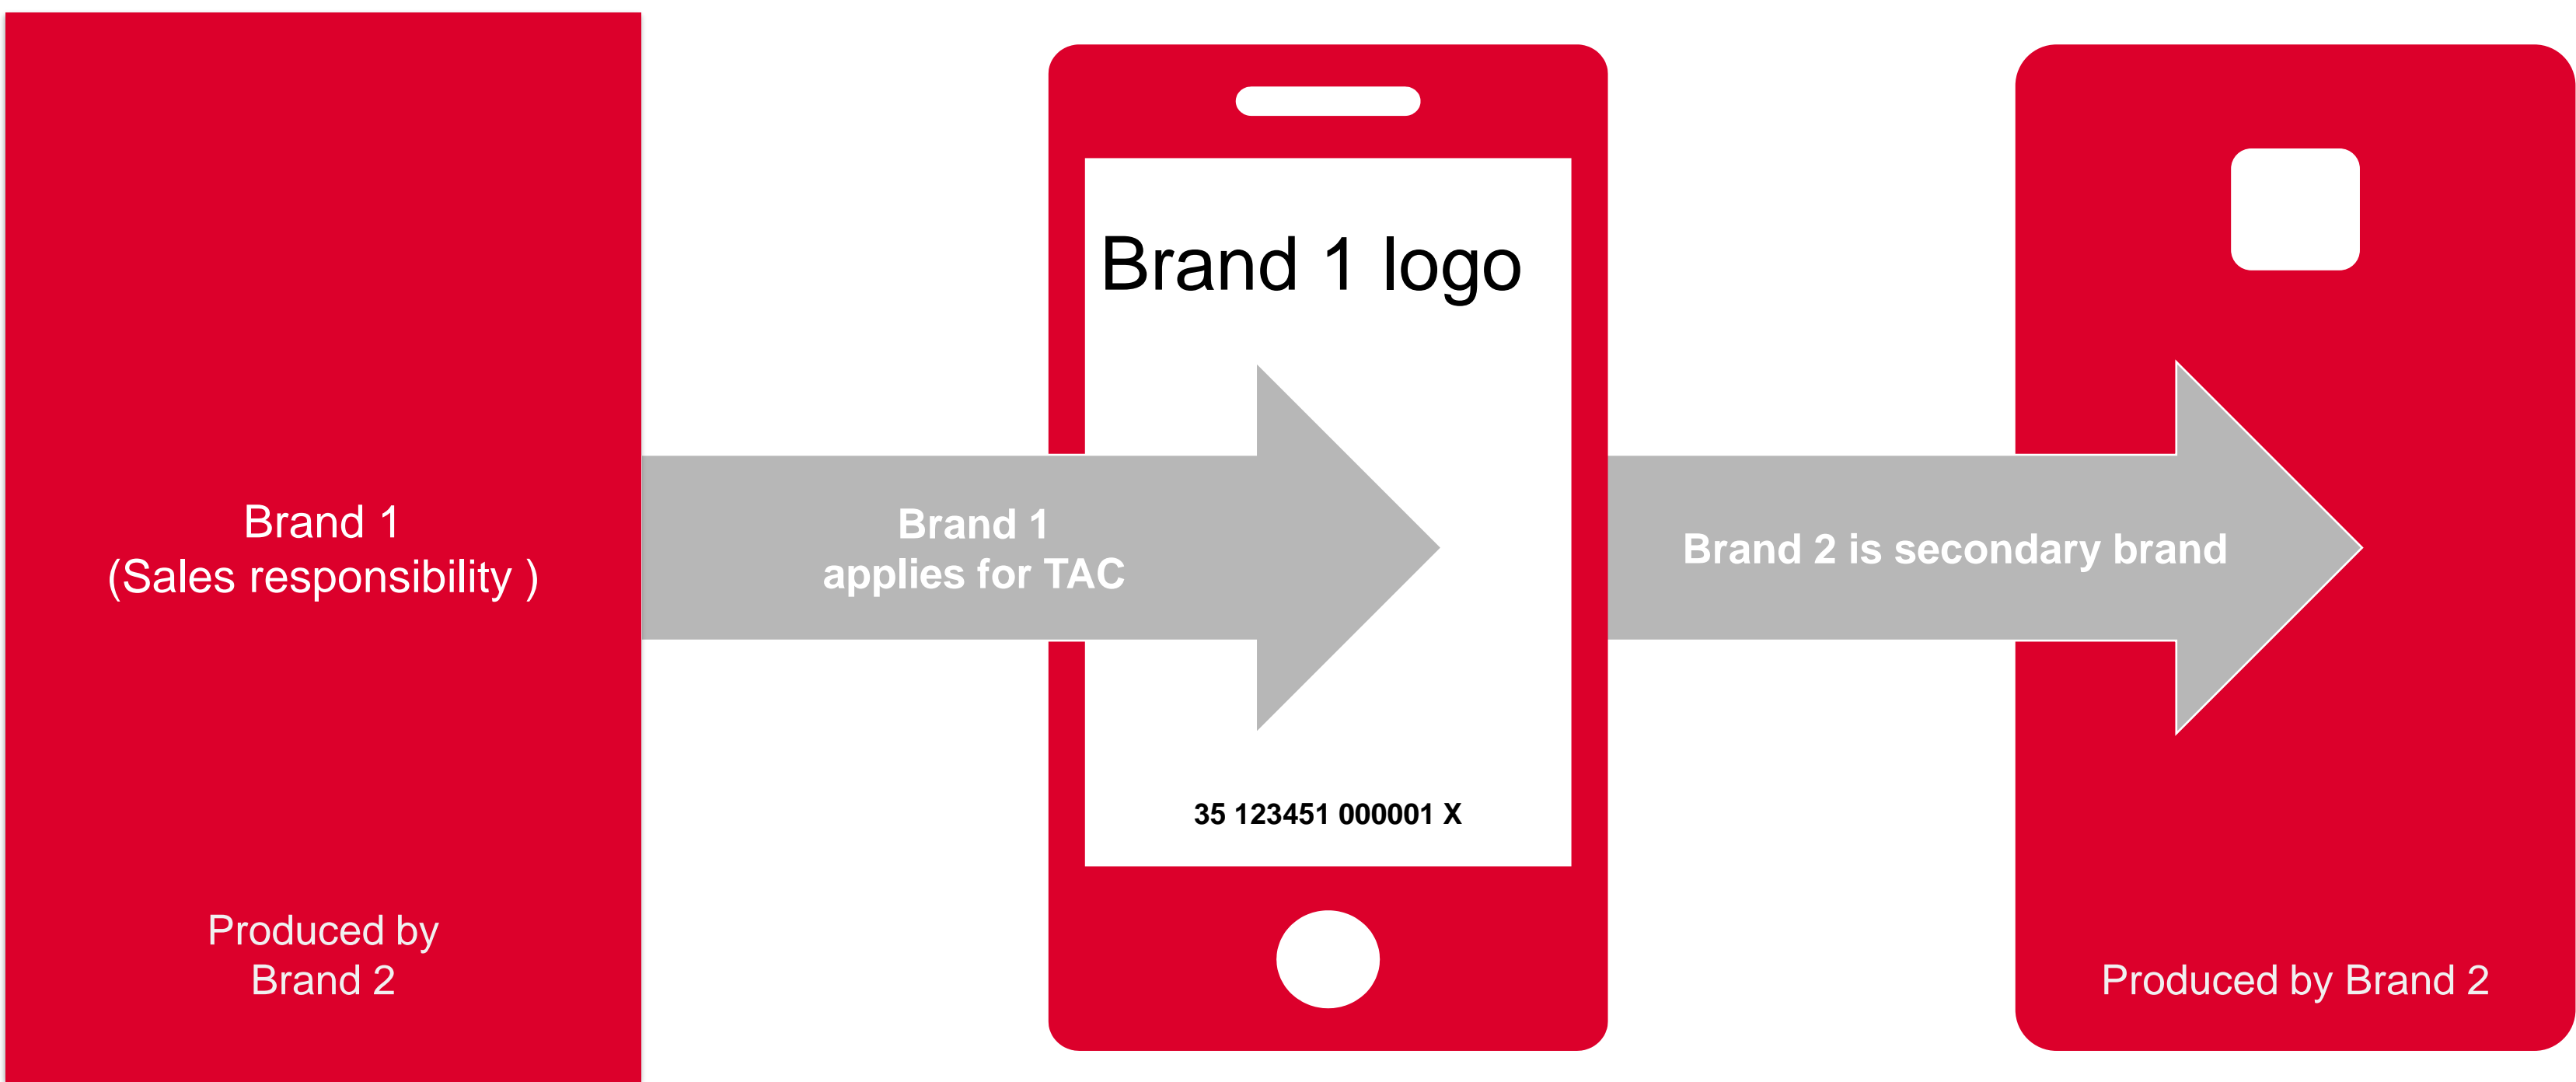 Brand 1
(Sales responsibility )
Produced by
Brand 2
Brand 1
applies for TAC
Brand 1 logo
35 123451 000001 X
Brand 2 is secondary brand
Produced by Brand 2